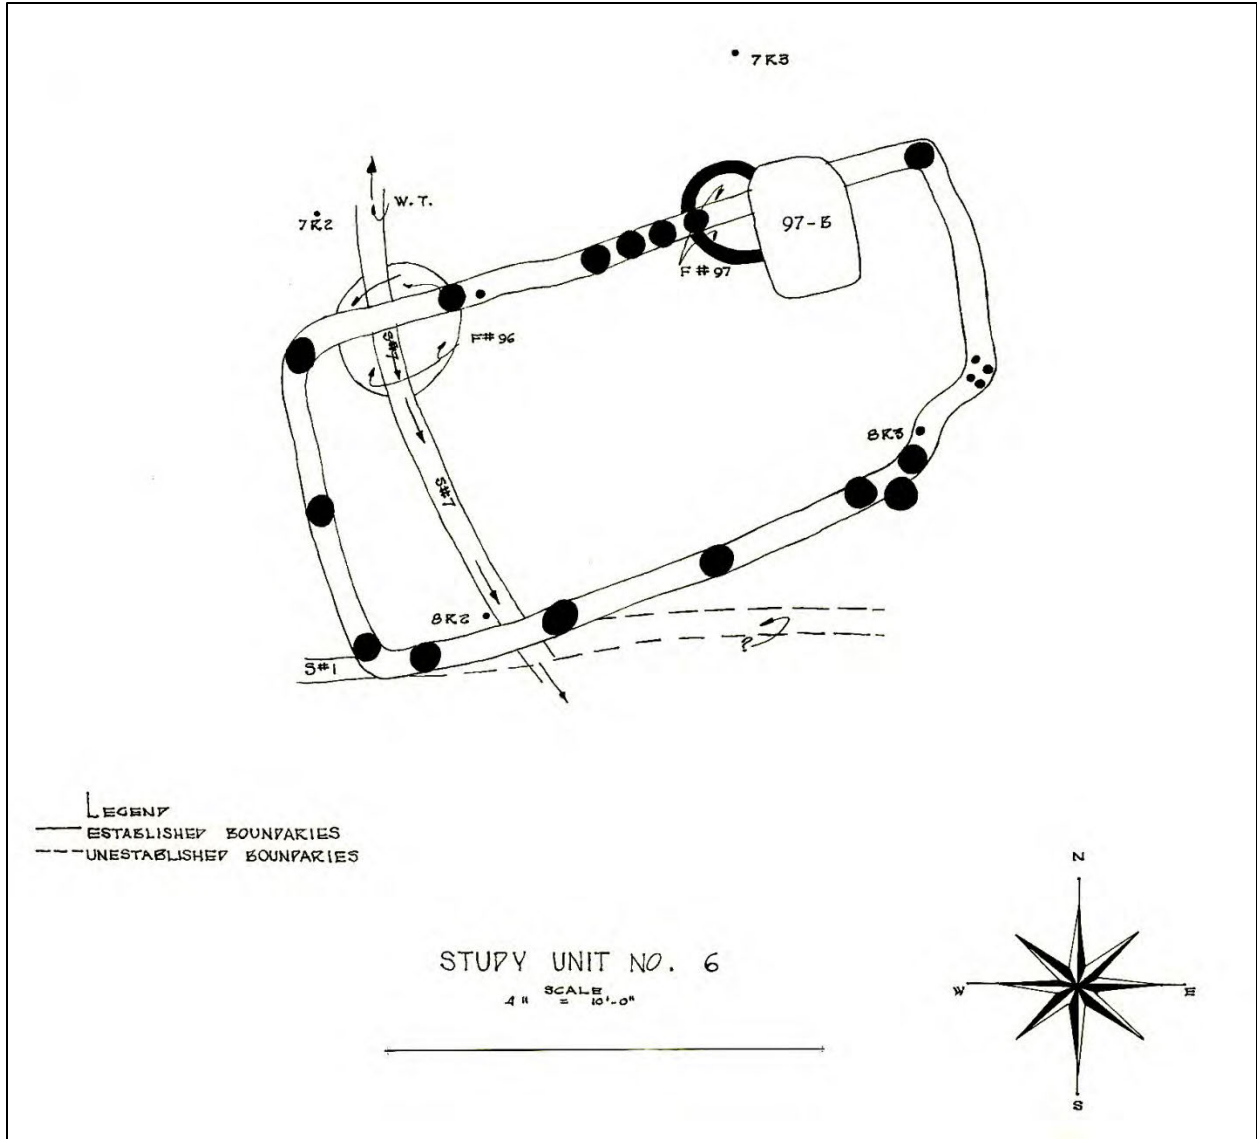 7R3
7R2
W.T.
97-B
F#97
S#7
F#96
8R3
S#7
8R2
?
S#1
LEGEND
ESTABLISHED BOUNDARIES
UNESTABLISHED BOUNDARIES
N
W
E
S
STUDY UNIT NO. 6
SCALE
4" = 10'-0"